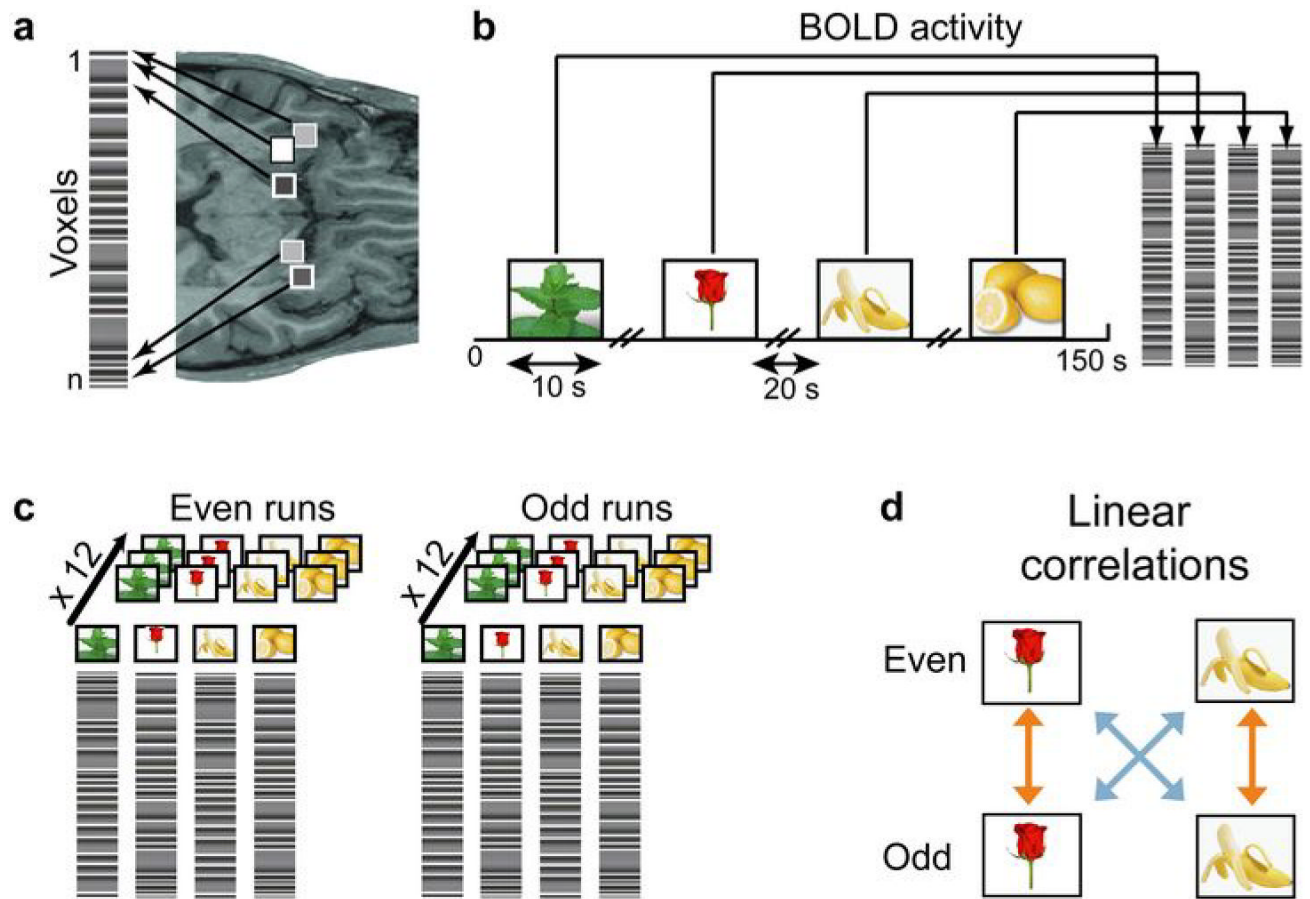 a
1
Voxels
n
b
BOLD activity
0
10 s
20 s
150 s
c
Even runs
x 12
Odd runs
x 12
d
Linear
correlations
Even
Odd